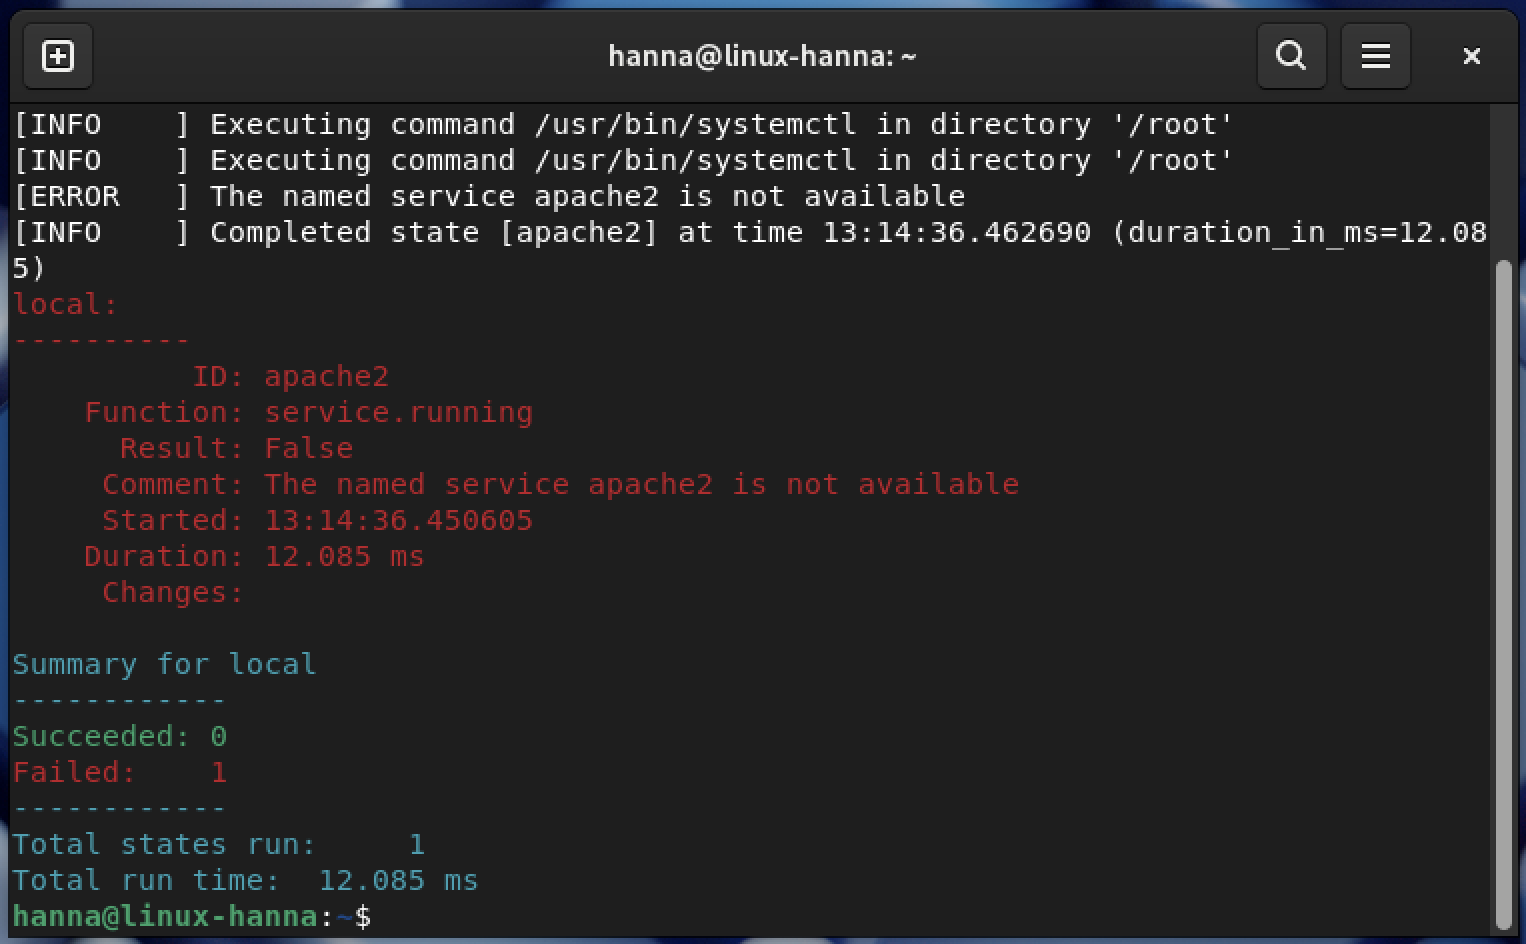 hanna@linux-hanna: ~
[INFO    ] Executing command /usr/bin/systemctl in directory '/root'
[INFO    ] Executing command /usr/bin/systemctl in directory '/root'
[ERROR   ] The named service apache2 is not available
[INFO    ] Completed state [apache2] at time 13:14:36.462690 (duration_in_ms=12.08
5)
local:
----------
          ID: apache2
    Function: service.running
      Result: False
     Comment: The named service apache2 is not available
     Started: 13:14:36.450605
    Duration: 12.085 ms
     Changes:
Summary for local
------------
Succeeded: 0
Failed:    1
------------
Total states run:     1
Total run time:  12.085 ms
hanna@linux-hanna:~$